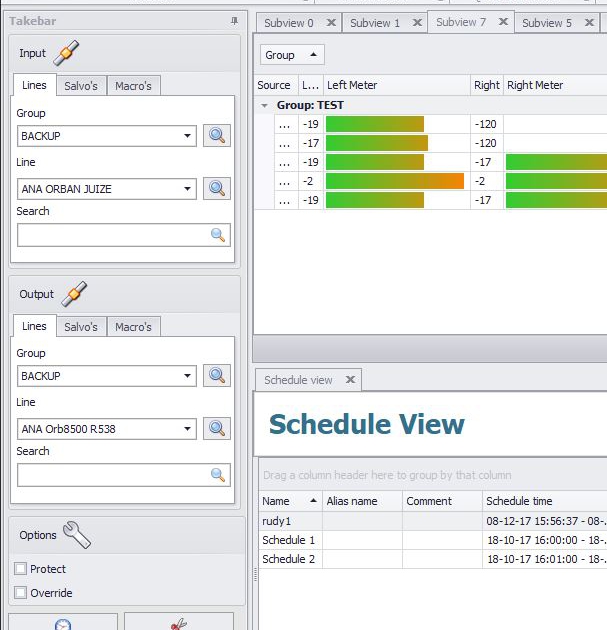 Takebar
Input
Lines Salvo's Macro's
Group
BACKUP
Line
ANA ORBAN JUIZE
Search
Output
Lines Salvo's Macro's
Group
BACKUP
Line
ANA Orb8500 R538
Search
Options
Protect
Override
Subview 0 Subview 1 Subview 7 Subview 5
Group
Source L... Left Meter Right Right Meter
Group: TEST
... -19 -120
... -17 -120
... -19 -17
... -2 -2
... -19 -17
Schedule view
Schedule View
Drag a column header here to group by that column
Name Alias name Comment Schedule time
rudy1 08-12-17 15:56:37 - 08-.
Schedule 1 18-10-17 16:00:00 - 18-.
Schedule 2 18-10-17 16:01:00 - 18-.